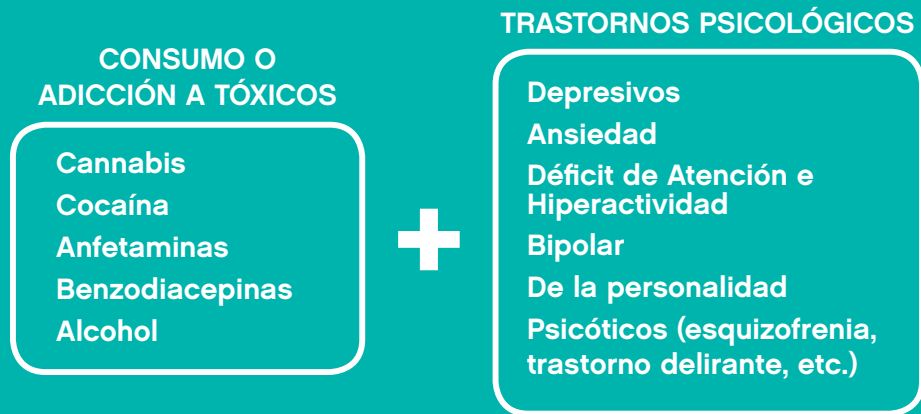 CONSUMO O
ADICCIÓN A TÓXICOS
Cannabis
Cocaína
Anfetaminas
Benzodiacepinas
Alcohol
+
TRASTORNOS PSICOLÓGICOS
Depresivos
Ansiedad
Déficit de Atención e
Hiperactividad
Bipolar
De la personalidad
Psicóticos (esquizofrenia,
trastorno delirante, etc.)